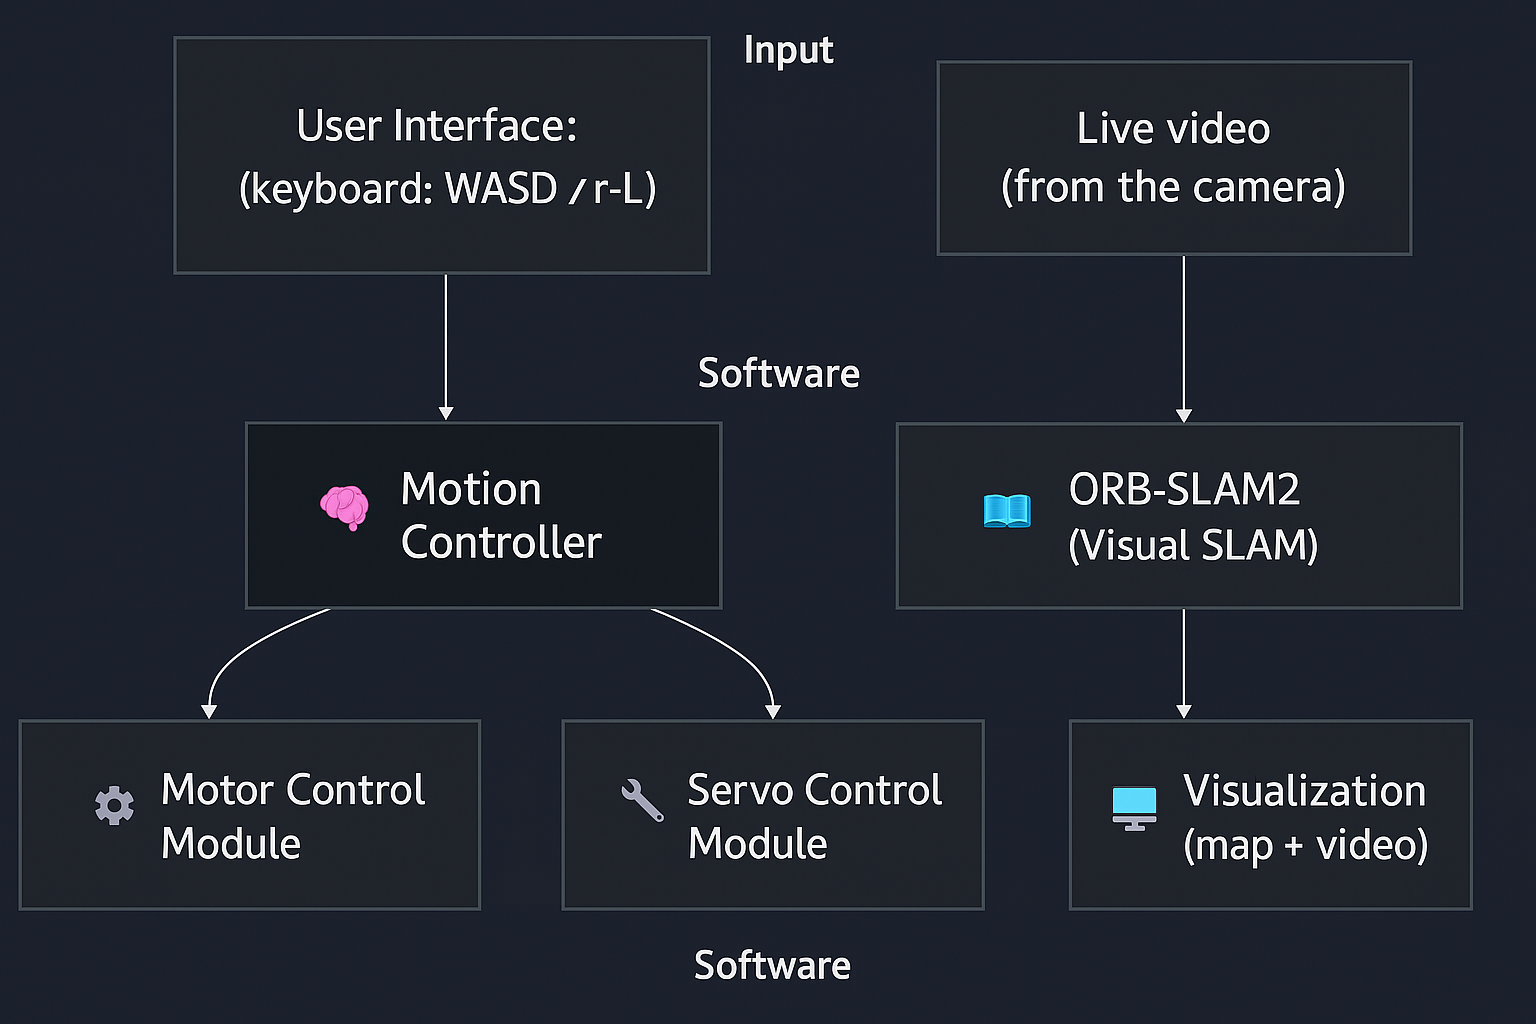 Input
User Interface:
(keyboard: WASD / r-L)
Live video
(from the camera)
Software
Motion
Controller
ORB-SLAM2
(Visual SLAM)
Motor Control
Module
Servo Control
Module
Visualization
(map + video)
Software